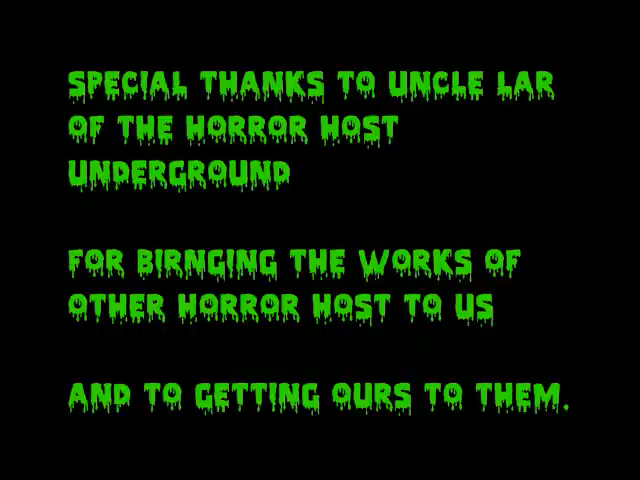 SPECIAL THANKS TO UNCLE LAR
OF THE HORROR HOST
UNDERGROUND
FOR BIRNGING THE WORKS OF
OTHER HORROR HOST TO US
AND TO GETTING OURS TO THEM.